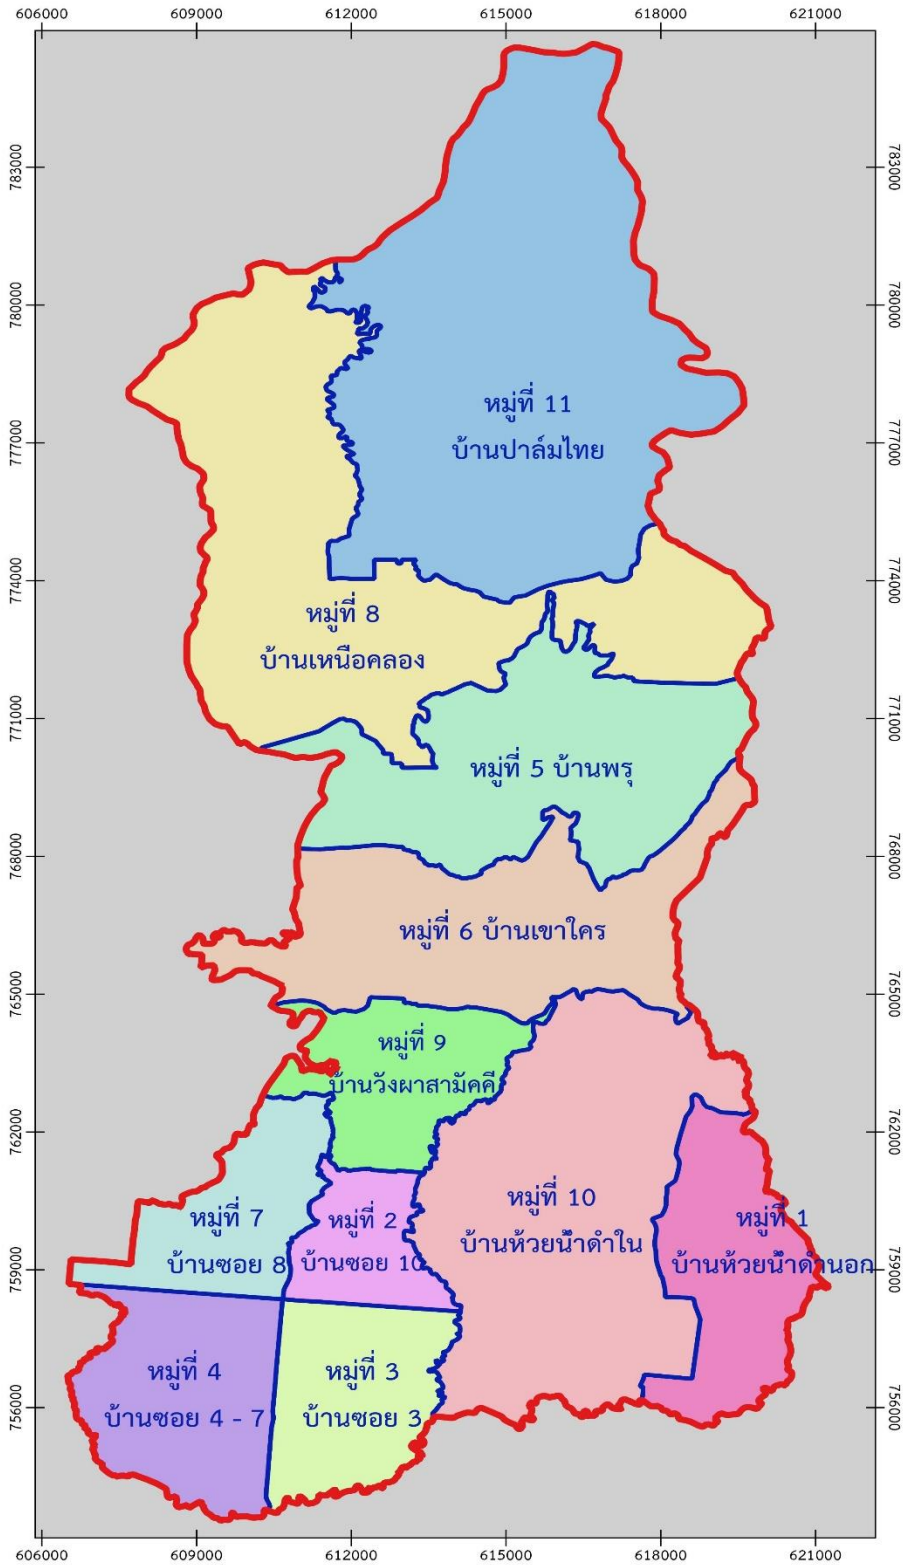 606000 609000 612000 615000 618000 621000
783000 783000
780000 780000
หมู่ที่ 11
บ้านปาล์มไทย
777000 777000
774000 774000
หมู่ที่ 8
บ้านเหนือคลอง
771000 771000
หมู่ที่ 5 บ้านพรุ
768000 768000
หมู่ที่ 6 บ้านเขาใคร
765000 765000
หมู่ที่ 9
บ้านวังผาสามัคคี
762000 762000
หมู่ที่ 10
บ้านห้วยน้ำดำใน
หมู่ที่ 7
บ้านซอย 8
หมู่ที่ 2
บ้านซอย 10
หมู่ที่ 1
บ้านห้วยน้ำดำนอก
759000 759000
หมู่ที่ 4
บ้านซอย 4 - 7
หมู่ที่ 3
บ้านซอย 3
756000 756000
606000 609000 612000 615000 618000 621000